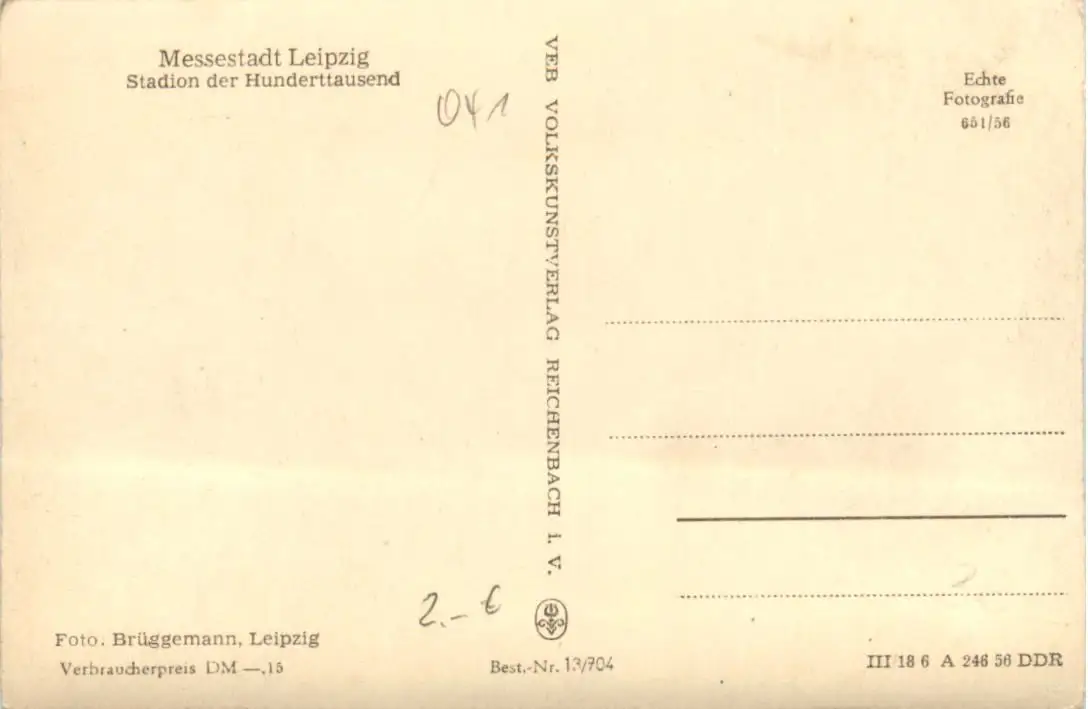 Messestadt Leipzig
Stadion der Hunderttausend
041
VEB VOLKSKUNSTVERLAG REICHENBACH i. V.
Echte
Fotografie
651/56
2.- €
Foto. Brüggemann, Leipzig
Verbraucherpreis DM —.15
Best.-Nr. 13/704
III 18 6 A 246 56 DDR